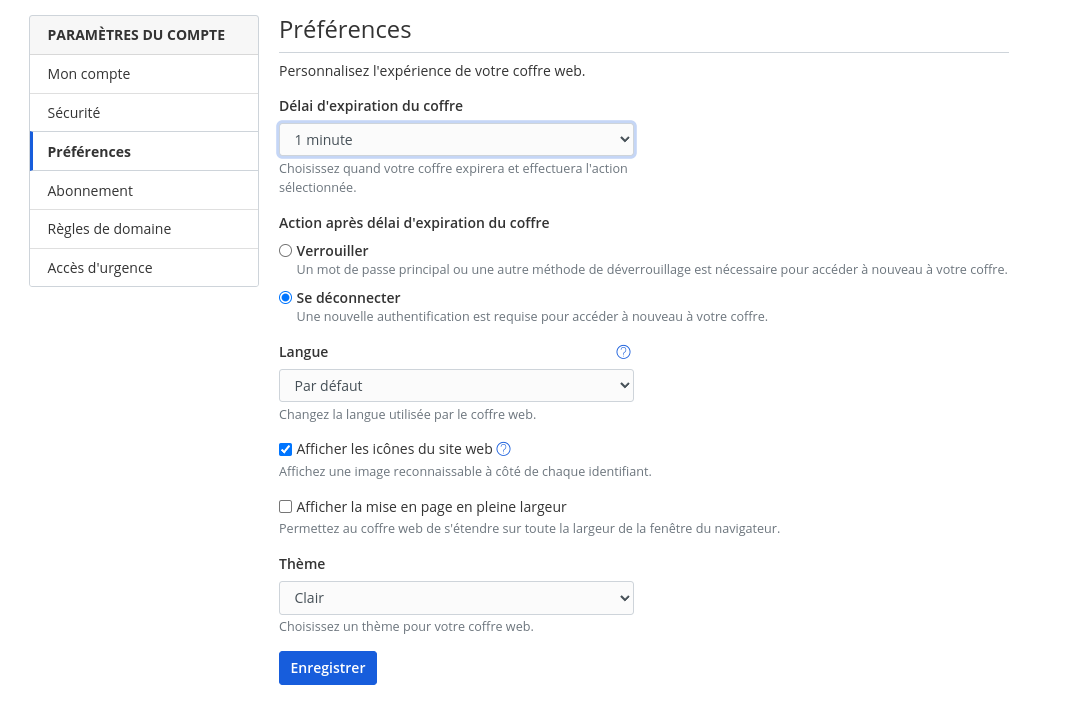 PARAMÈTRES DU COMPTE
Mon compte
Sécurité
Préférences
Abonnement
Règles de domaine
Accès d'urgence
Préférences
Personnalisez l'expérience de votre coffre web.
Délai d'expiration du coffre
1 minute
Choisissez quand votre coffre expirera et effectuera l'action
sélectionnée.
Action après délai d'expiration du coffre
Verrouiller
Un mot de passe principal ou une autre méthode de déverrouillage est nécessaire pour accéder à nouveau à votre coffre.
Se déconnecter
Une nouvelle authentification est requise pour accéder à nouveau à votre coffre.
Langue
Par défaut
Changez la langue utilisée par le coffre web.
Afficher les icônes du site web
Affichez une image reconnaissable à côté de chaque identifiant.
Afficher la mise en page en pleine largeur
Permettez au coffre web de s'étendre sur toute la largeur de la fenêtre du navigateur.
Thème
Clair
Choisissez un thème pour votre coffre web.
Enregistrer